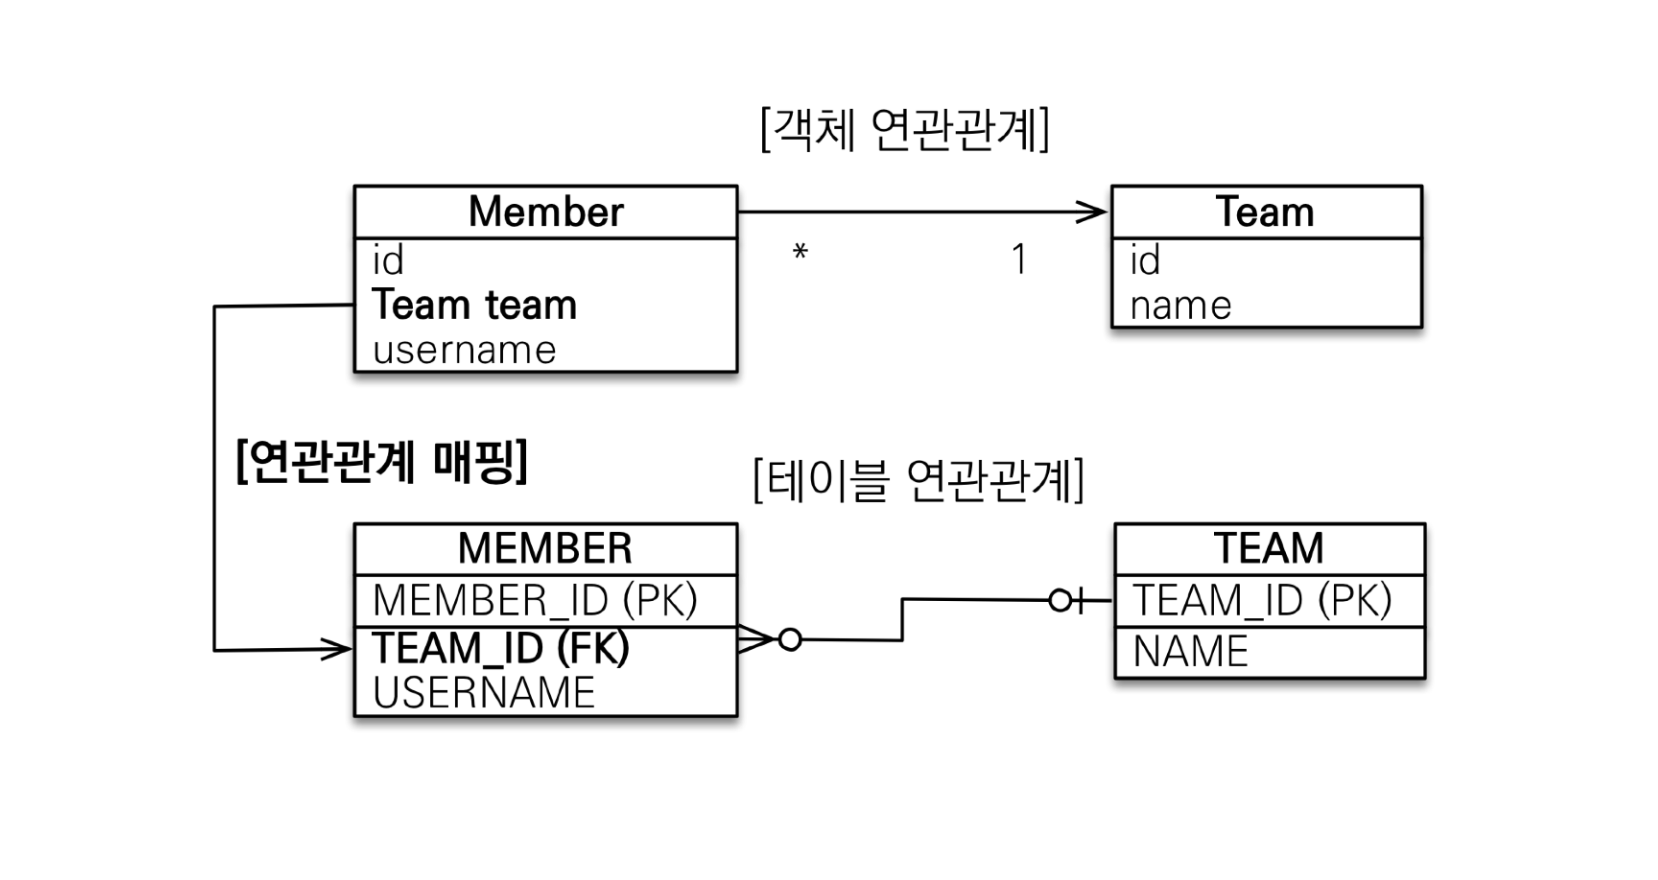 [객체 연관관계]
Member
id
Team team
username
* 1
Team
id
name
[연관관계 매핑]
[테이블 연관관계]
MEMBER
MEMBER_ID (PK)
TEAM_ID (FK)
USERNAME
TEAM
TEAM_ID (PK)
NAME